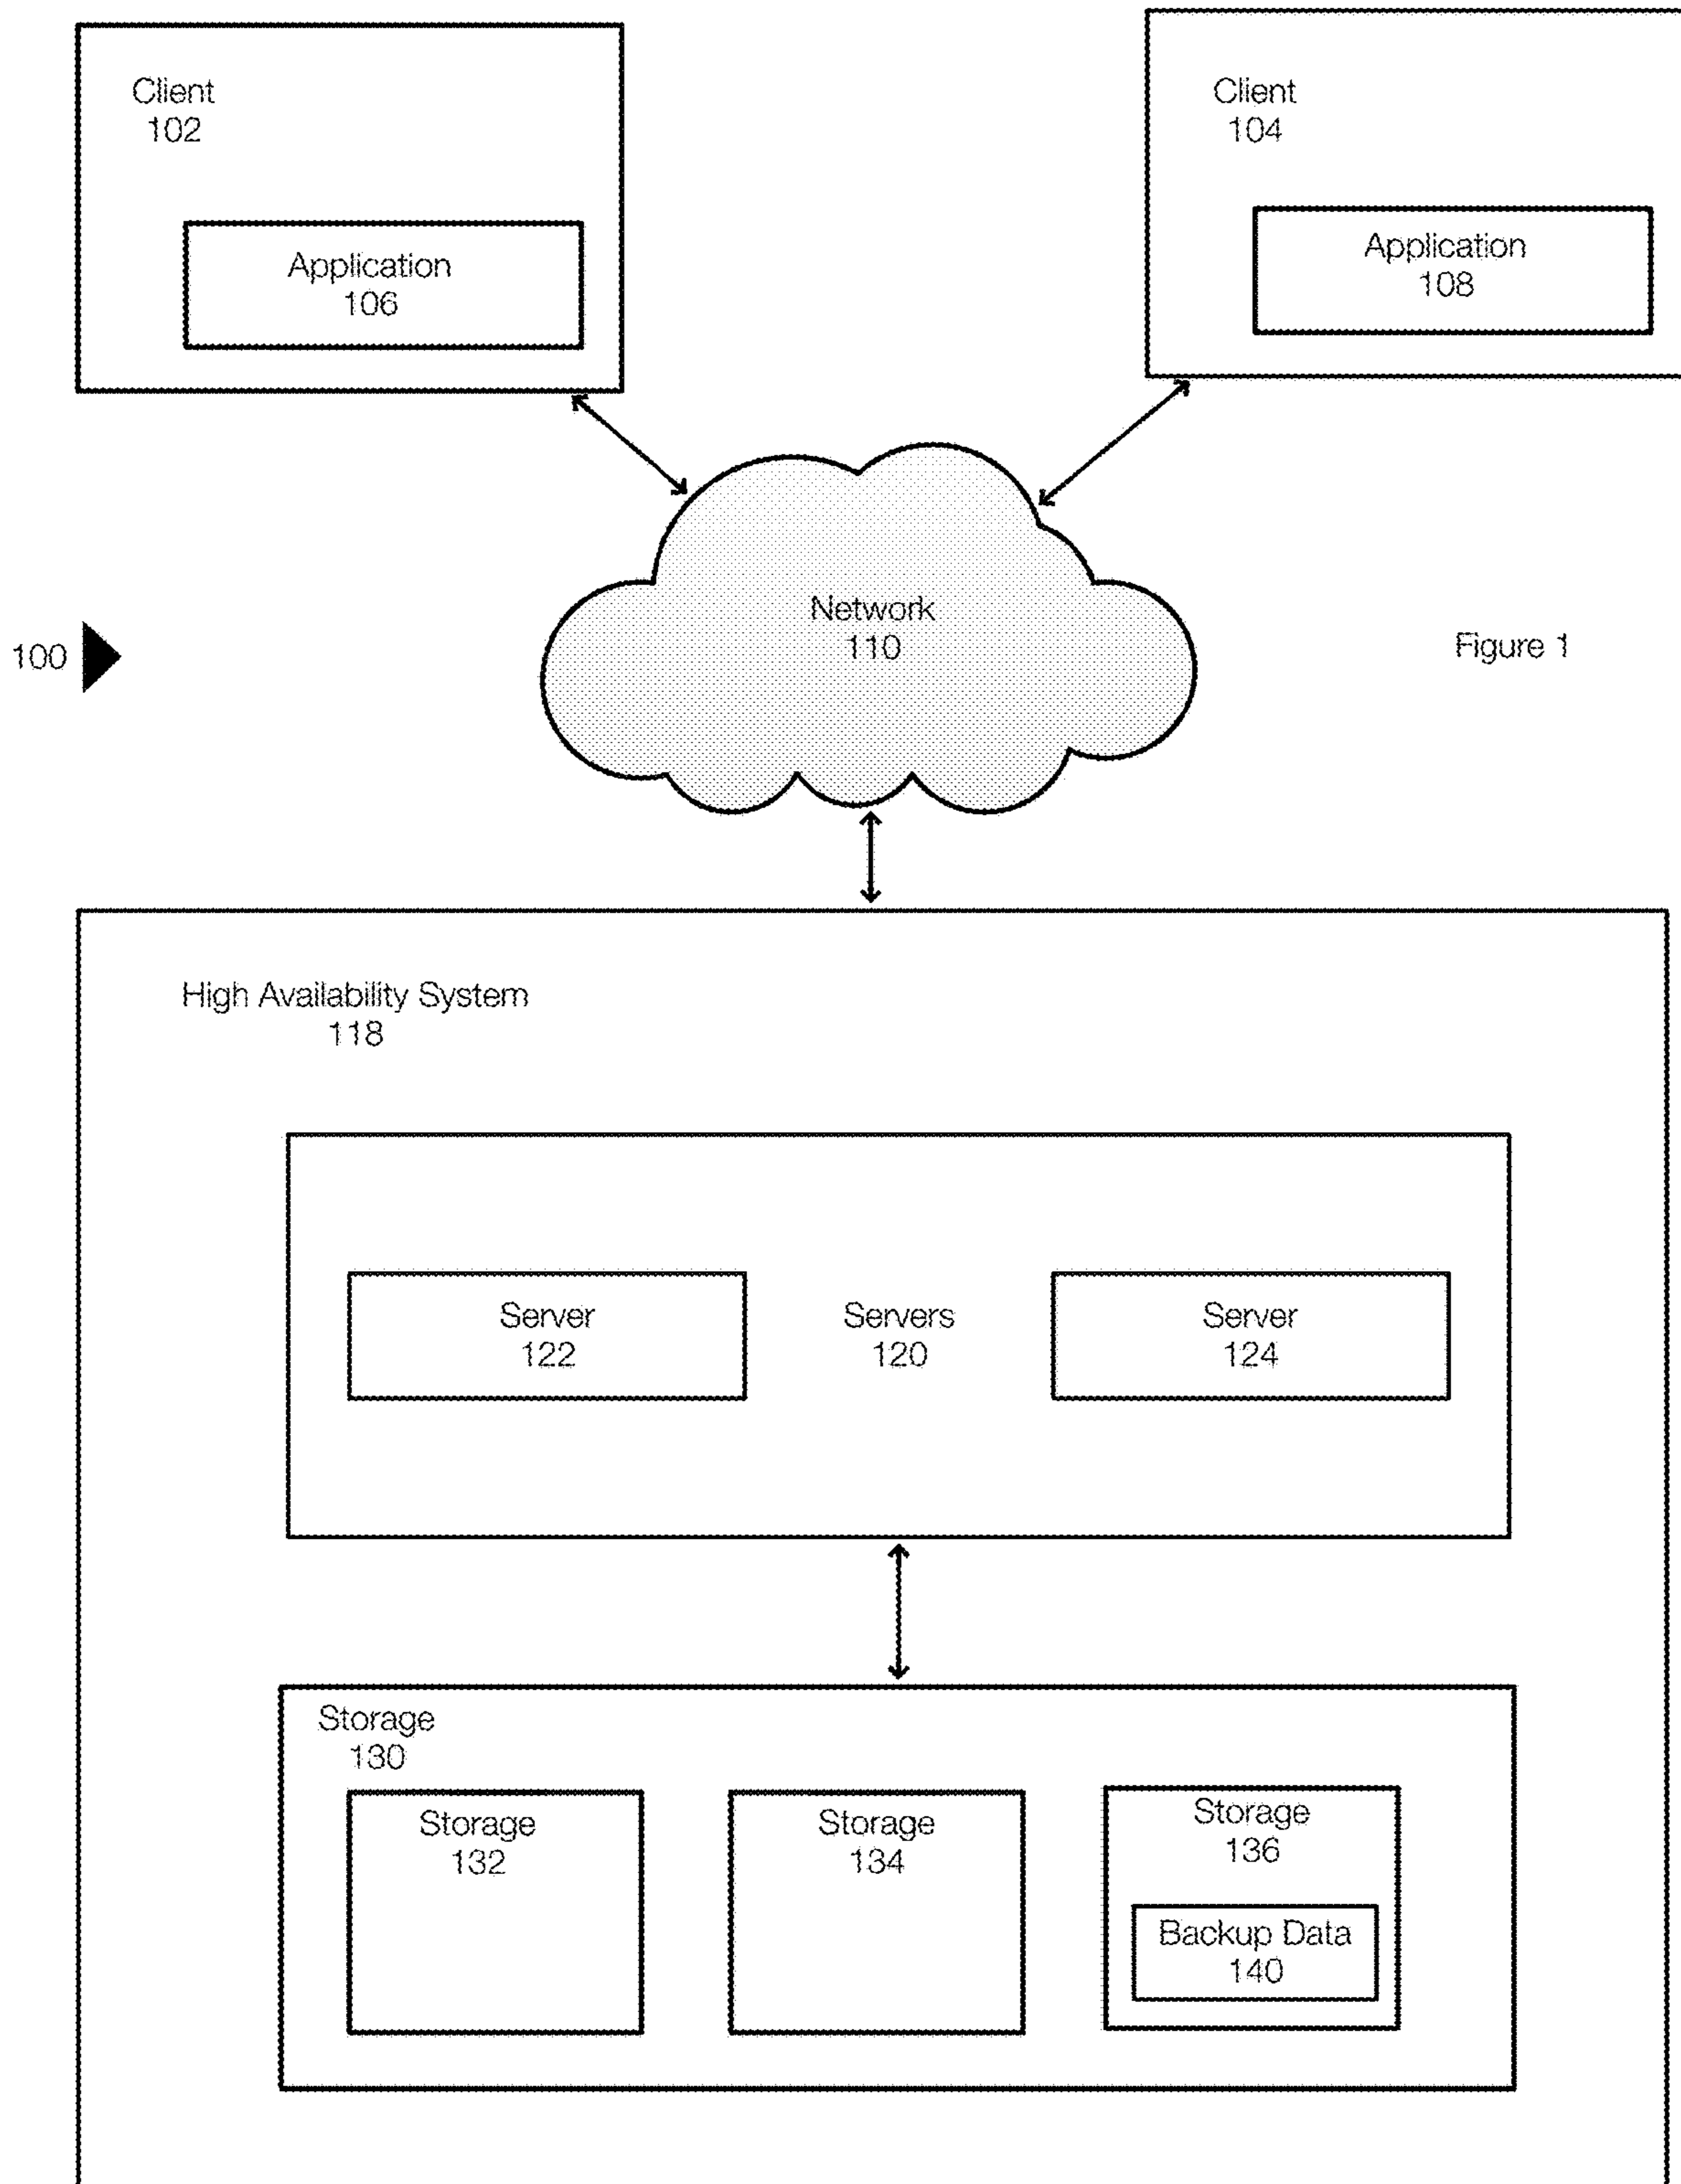 Client
102
Application
106
Client
104
Application
108
Network
110
100
Figure 1
High Availability System
118
Server
122
Servers
120
Server
124
Storage
130
Storage
132
Storage
134
Storage
136
Backup Data
140